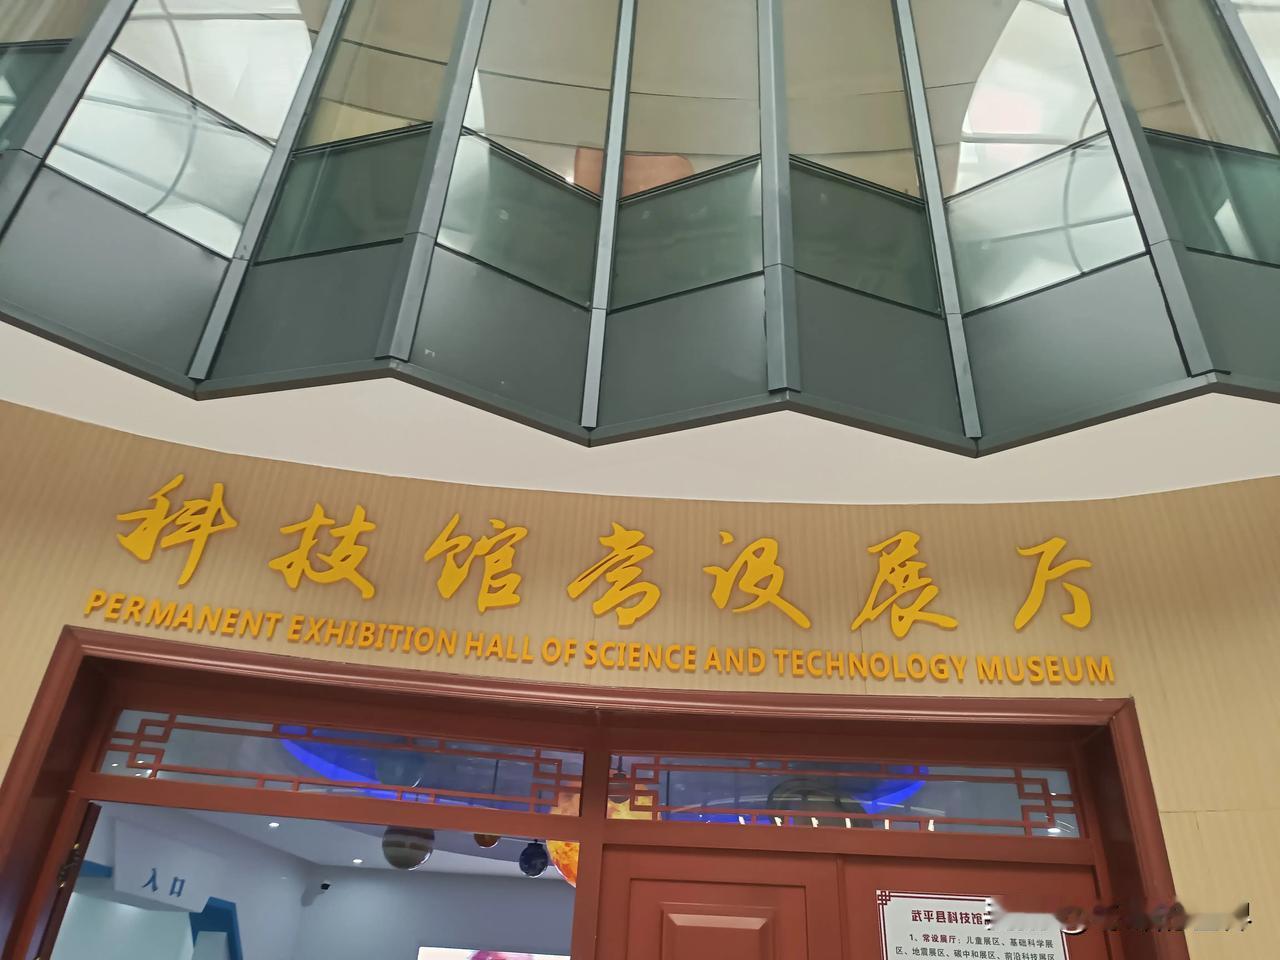 科技馆常设展厅
PERMANENT EXHIBITION HALL OF SCIENCE AND TECHNOLOGY MUSEUM
入口
武平县科技馆
1、常设展厅：儿童展区、基础科学展
区、地震展区、碳中和展区、前沿科技展区